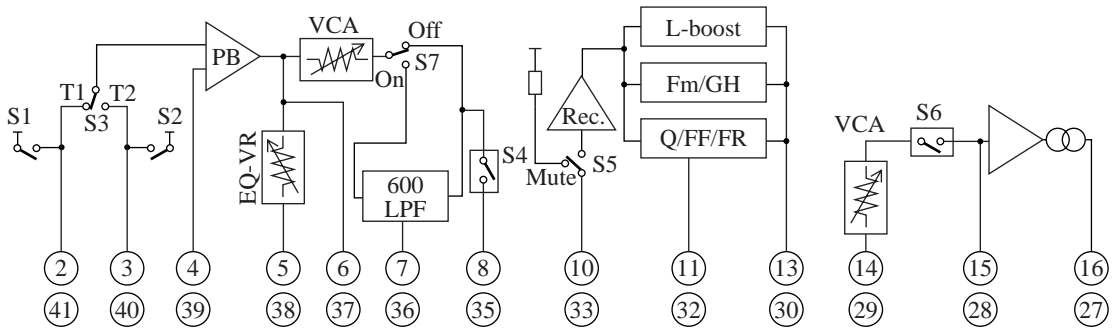 VCA
Off
L-boost
PB
S7
On
T1
T2
Fm/GH
S1
S3
S2
Rec.
S6
VCA
Q/FF/FR
EQ-VR
S4
S5
600
LPF
Mute
2 3 4 5 6 7 8 10 11 13 14 15 16
41 40 39 38 37 36 35 33 32 30 29 28 27